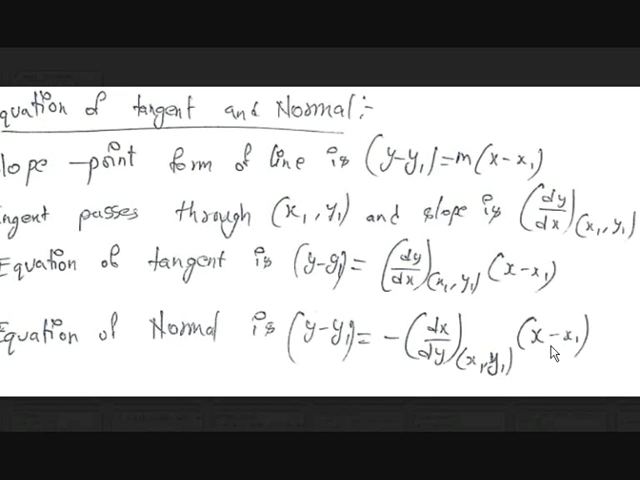 quation of tangent and Normal:-
lope -point form of line is (y-y₁)=m(x-x₁)
ngent passes through (x₁,y₁) and slope is (dy/dx)(x₁,y₁)
Equation of tangent is (y-y₁)=(dy/dx)(x₁,y₁) (x-x₁)
Equation of Normal is (y-y₁)= -(dx/dy)(x₁,y₁) (x-x₁)